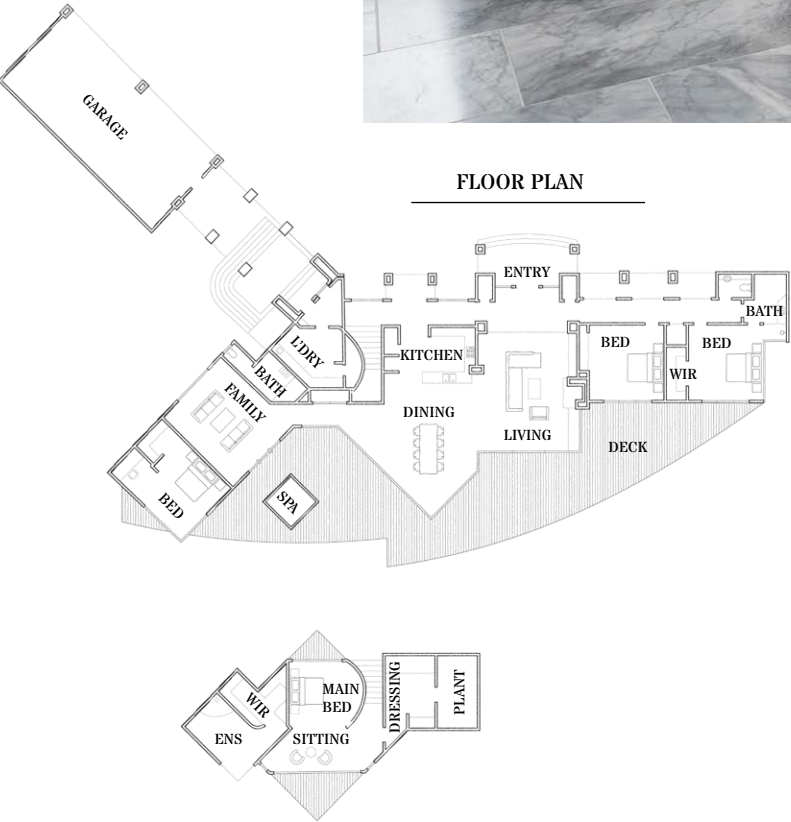 FLOOR PLAN
GARAGE
ENTRY
BATH
L'DRY
KITCHEN
BED
BED
WIR
BATH
FAMILY
DINING
LIVING
DECK
BED
SPA
DRESSING
PLANT
WIR
MAIN
BED
ENS
SITTING